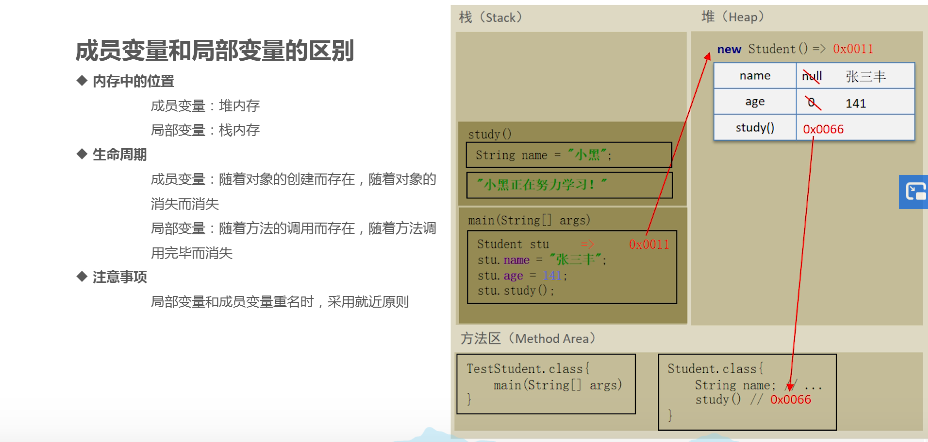 成员变量和局部变量的区别
◆ 内存中的位置
成员变量：堆内存
局部变量：栈内存
◆ 生命周期
成员变量：随着对象的创建而存在，随着对象的
消失而消失
局部变量：随着方法的调用而存在，随着方法调
用完毕而消失
◆ 注意事项
局部变量和成员变量重名时，采用就近原则
栈（Stack）
study()
String name = "小黑";
"小黑正在努力学习！"
main(String[] args)
Student stu => 0x0011
stu.name = "张三丰";
stu.age = 141;
stu.study();
堆（Heap）
new Student() => 0x0011
name null 张三丰
age 0 141
study() 0x0066
方法区（Method Area）
TestStudent.class{
main(String[] args)
}
Student.class{
String name; // ...
study() // 0x0066
}